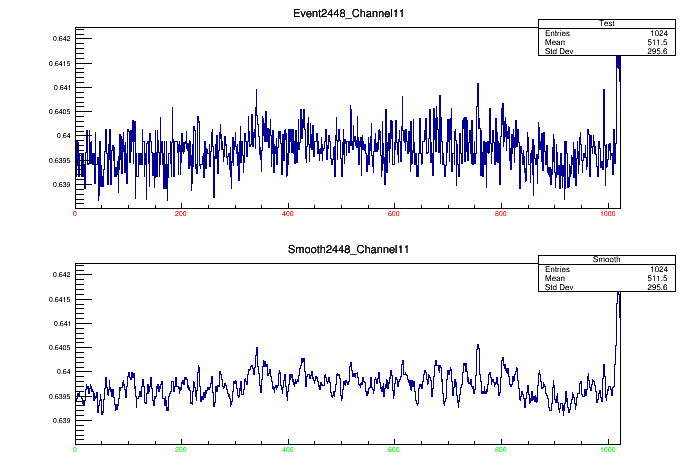 Event2448_Channel11
Test
Entries 1024
Mean 511.5
Std Dev 295.6
0.642
0.6415
0.641
0.6405
0.64
0.6395
0.639
0 200 400 600 800 1000
Smooth2448_Channel11
Smooth
Entries 1024
Mean 511.5
Std Dev 295.6
0.642
0.6415
0.641
0.6405
0.64
0.6395
0.639
0 200 400 600 800 1000